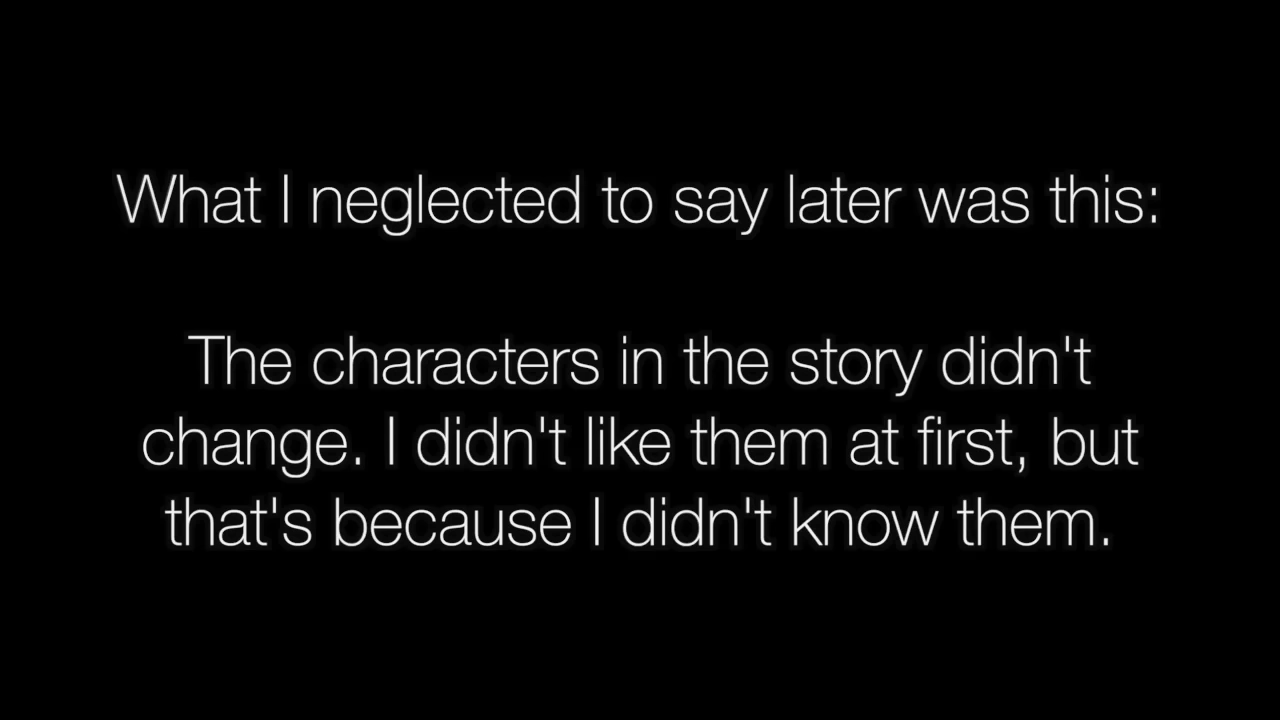 What I neglected to say later was this:
The characters in the story didn't
change. I didn't like them at first, but
that's because I didn't know them.